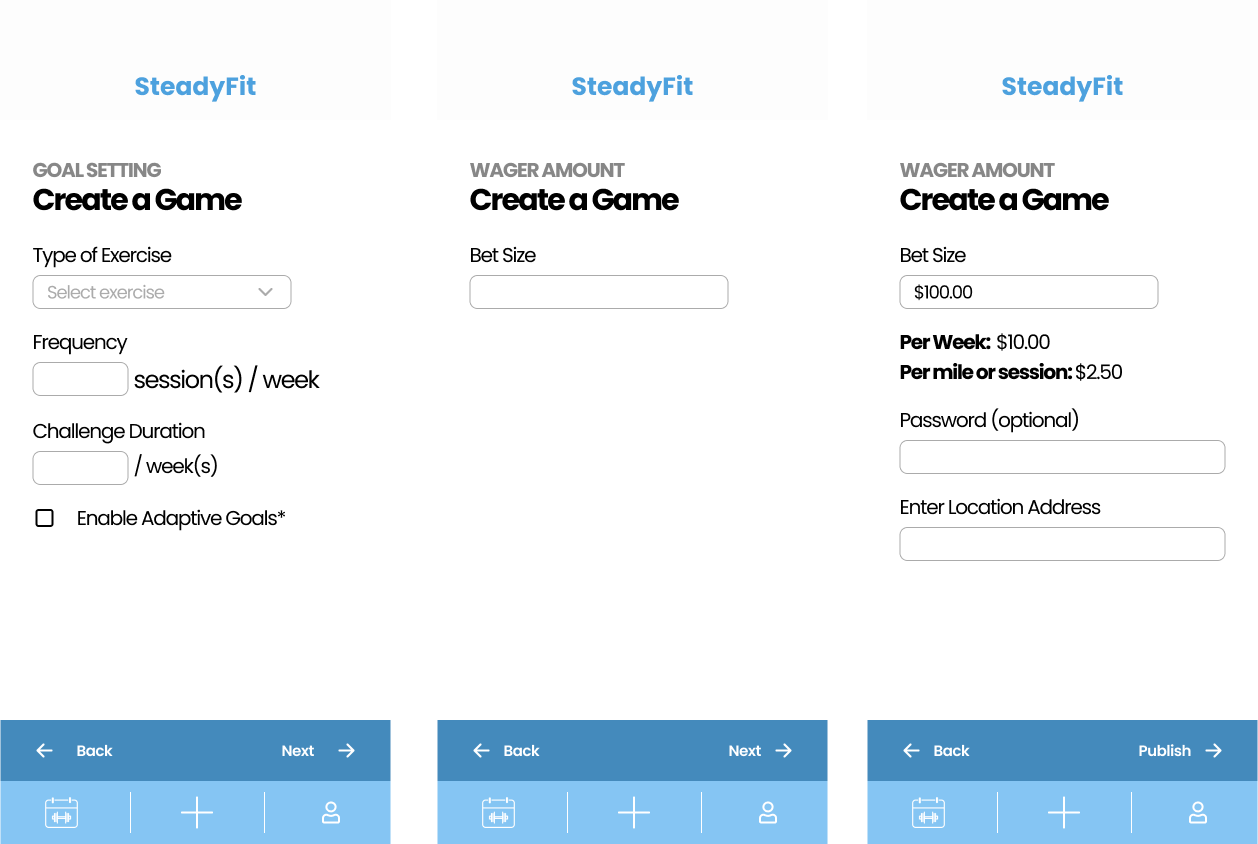 SteadyFit
GOAL SETTING
Create a Game
Type of Exercise
Select exercise
Frequency
session(s) / week
Challenge Duration
/ week(s)
Enable Adaptive Goals*
Back
Next
SteadyFit
WAGER AMOUNT
Create a Game
Bet Size
Back
Next
SteadyFit
WAGER AMOUNT
Create a Game
Bet Size
$100.00
Per Week: $10.00
Per mile or session: $2.50
Password (optional)
Enter Location Address
Back
Publish